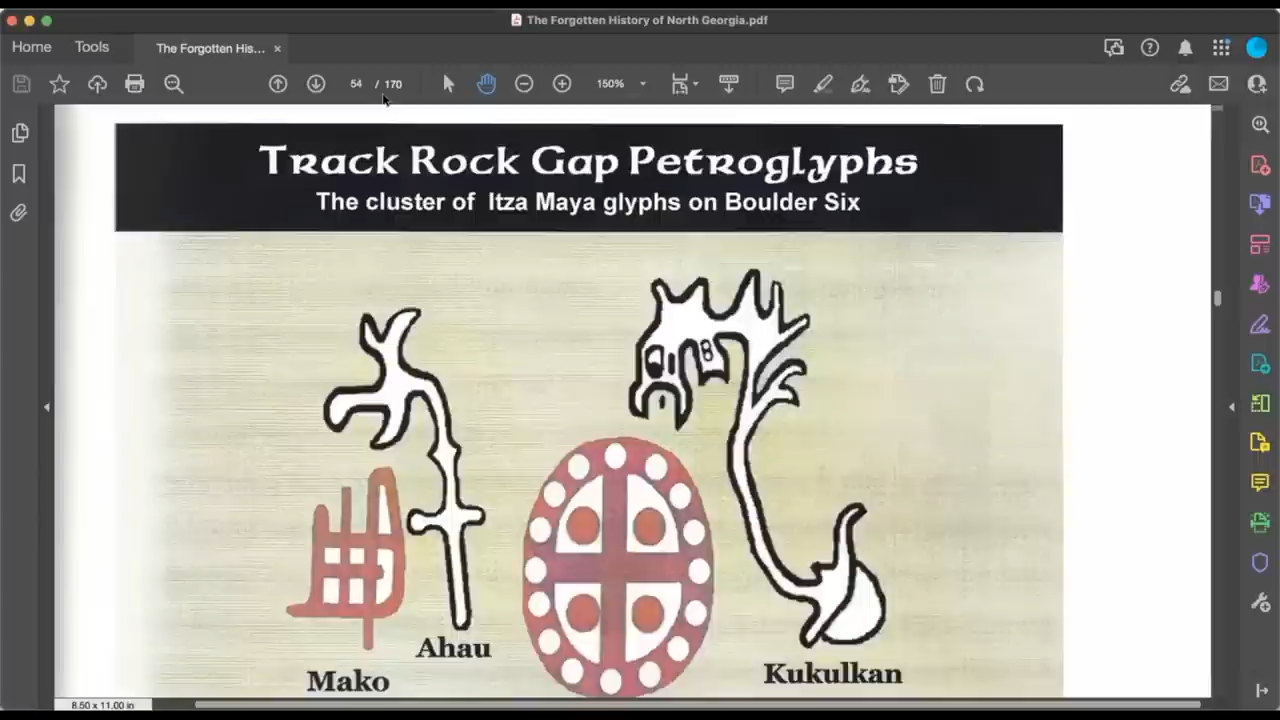 The Forgotten History of North Georgia.pdf
Home
Tools
The Forgotten His...
54 / 170
150%
Track Rock Gap Petroglyphs
The cluster of Itza Maya glyphs on Boulder Six
Ahau
Mako
Kukulkan
8.50 x 11.00 in